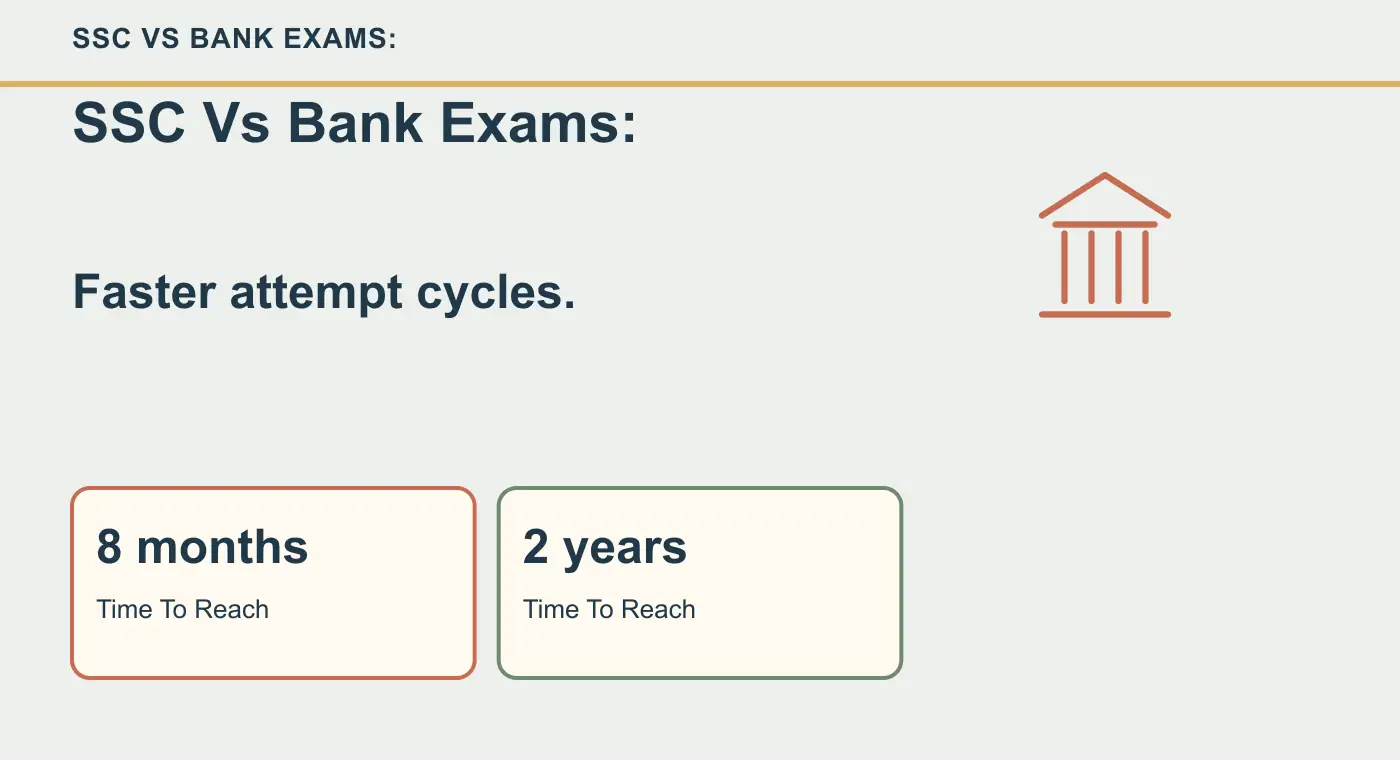 SSC VS BANK EXAMS:
SSC Vs Bank Exams:
Faster attempt cycles.
8 months
Time To Reach
2 years
Time To Reach